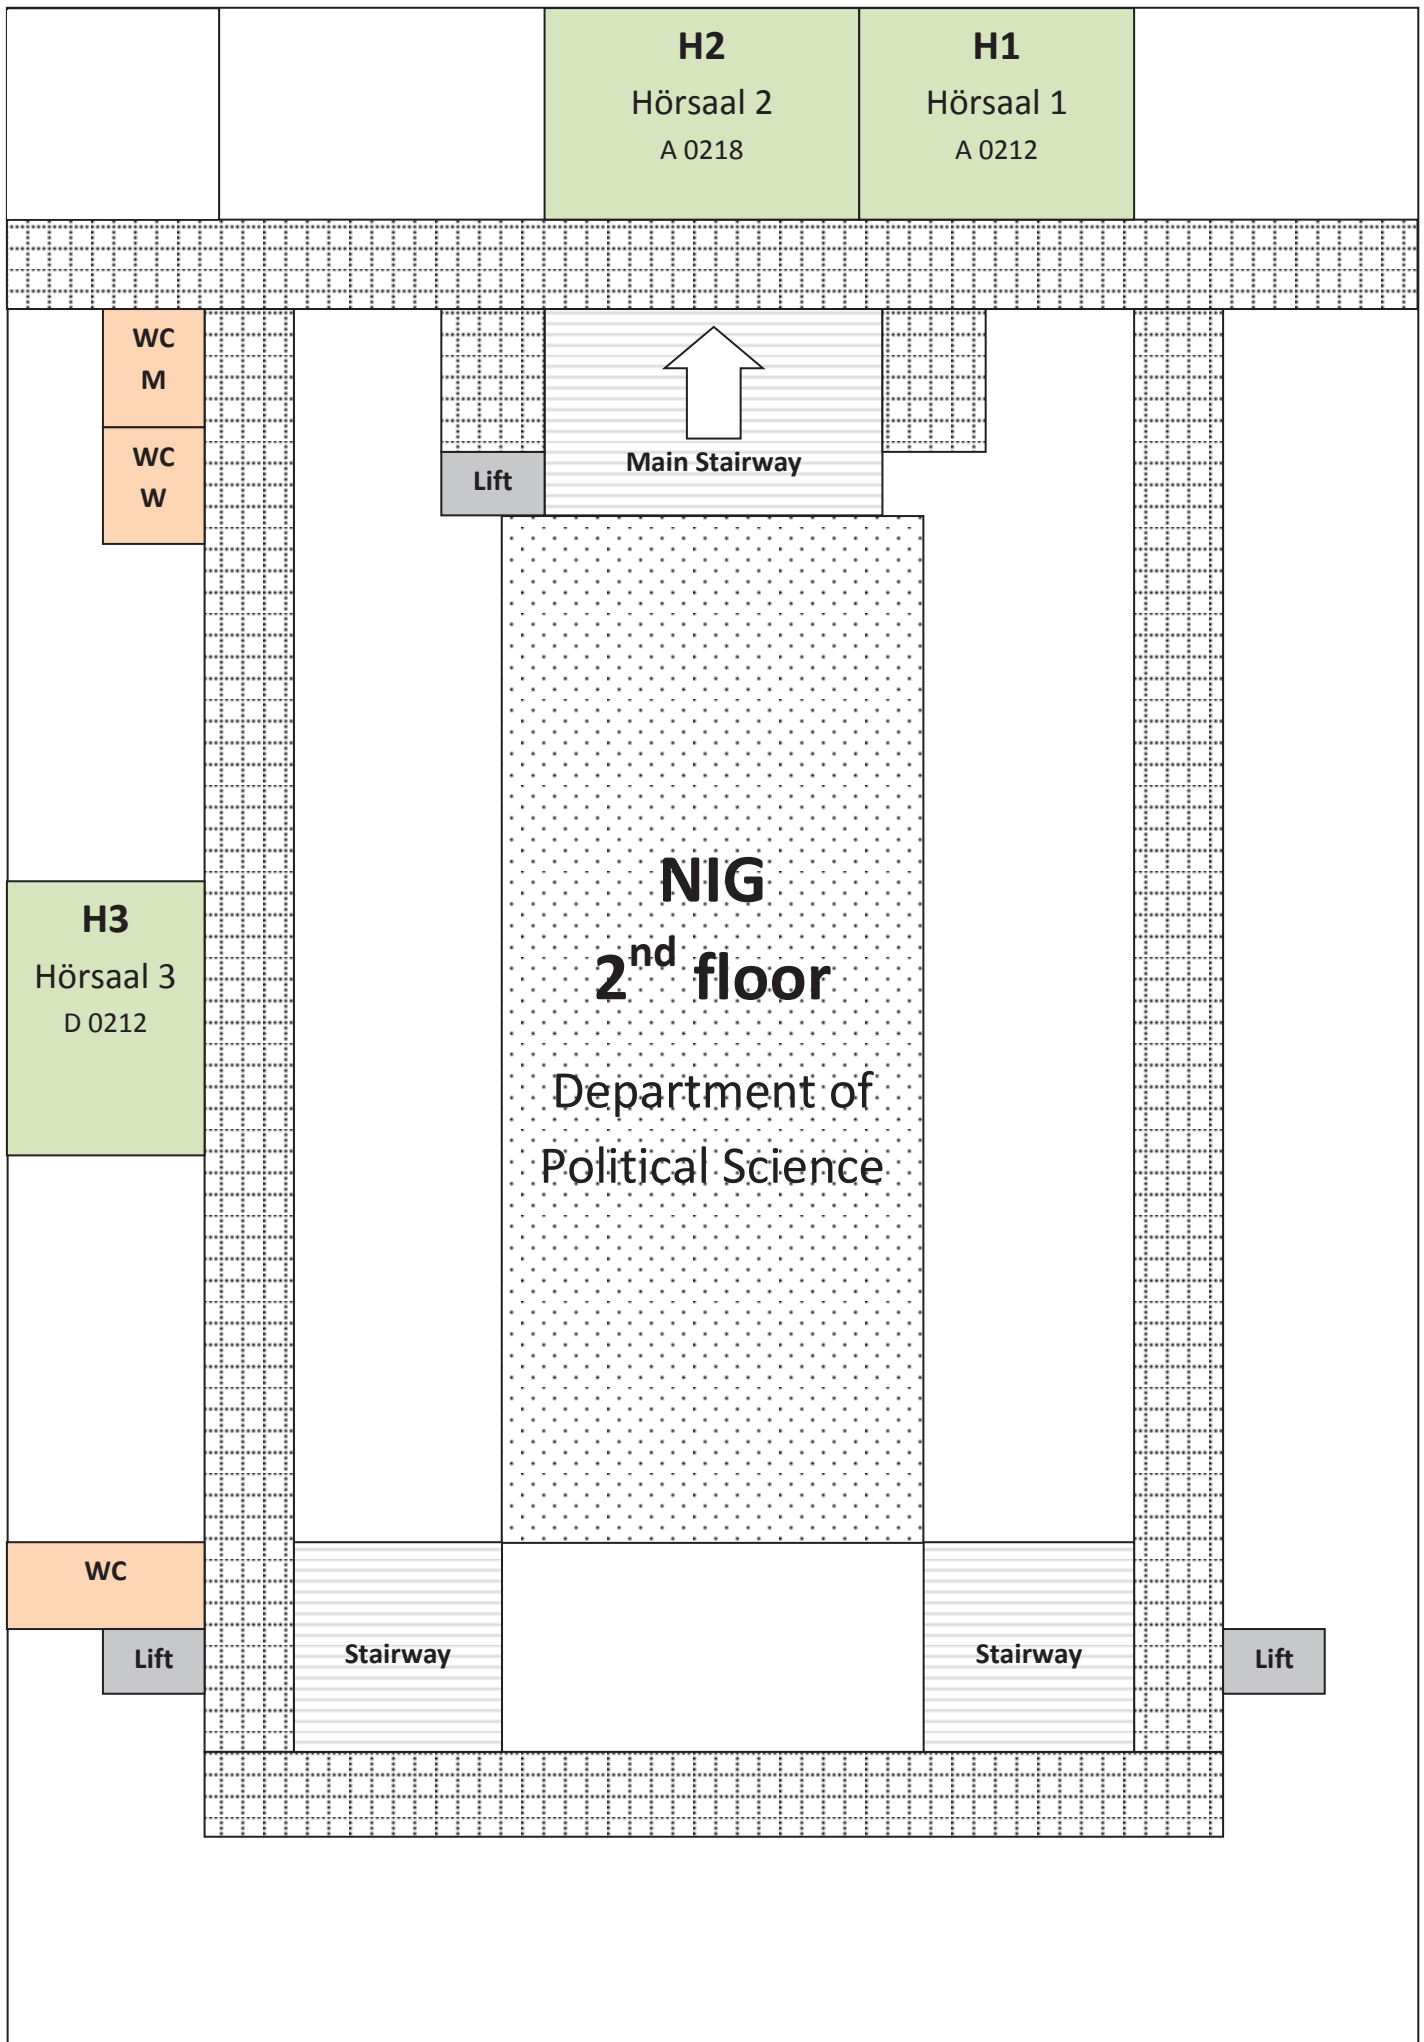 H2
Hörsaal 2
A 0218
H1
Hörsaal 1
A 0212
WC
M
WC
W
Lift
Main Stairway
NIG
2nd floor
Department of
Political Science
H3
Hörsaal 3
D 0212
WC
Lift
Stairway
Stairway
Lift